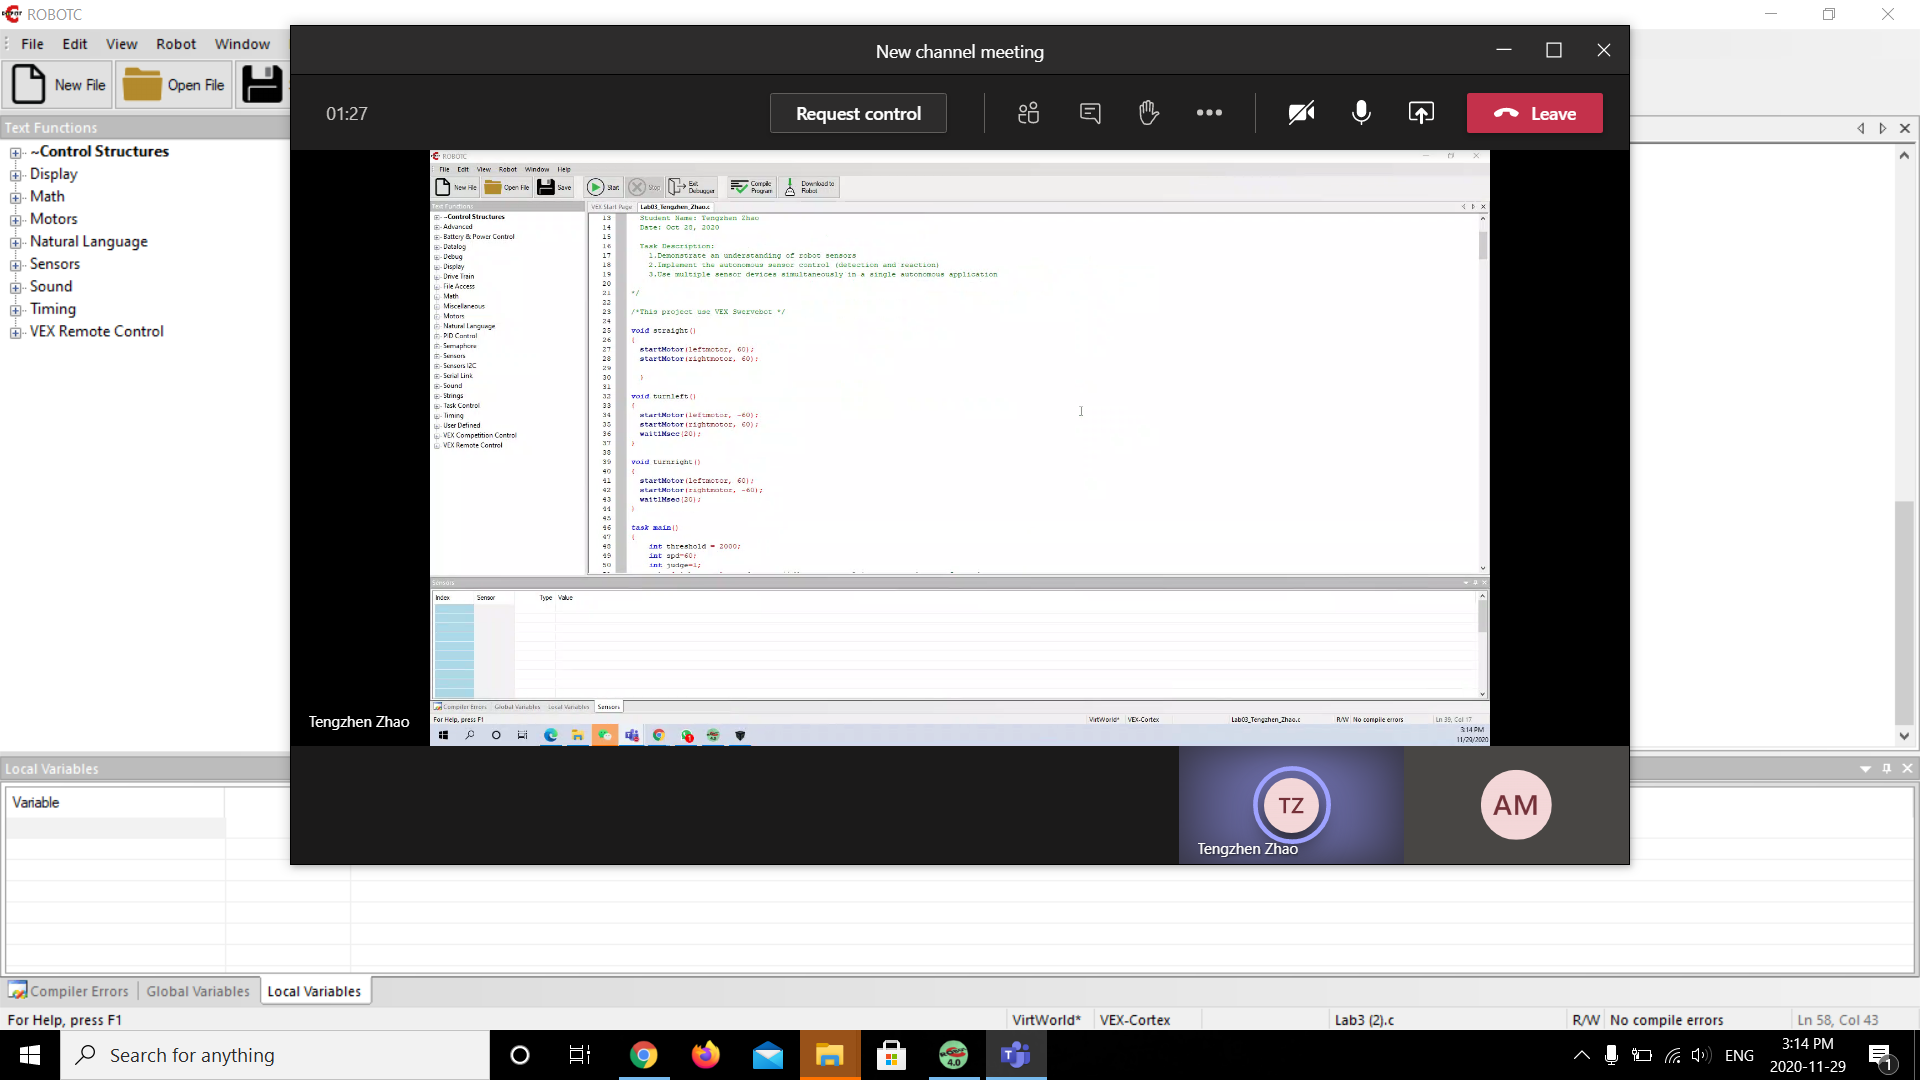 ROBOTC
File Edit View Robot Window
New File Open File
Text Functions
~Control Structures
Display
Math
Motors
Natural Language
Sensors
Sound
Timing
VEX Remote Control
New channel meeting
01:27
Request control
Leave
ROBOTC
File Edit View Robot Window Help
New File Open File Save Start Stop Exit Debugger Compile Program Download to Robot
Text Functions
VEX Start Page Lab03_Tengzhen_Zhao.c
~Control Structures
Advanced
Battery & Power Control
Datalog
Debug
Display
Drive Train
File Access
Math
Miscellaneous
Motors
Natural Language
PID Control
Semaphore
Sensors
Sensors I2C
Serial Link
Sound
Strings
Task Control
Timing
User Defined
VEX Competition Control
VEX Remote Control
13 Student Name: Tengzhen Zhao
14 Date: Oct 28, 2020
15
16 Task Description:
17 1.Demonstrate an understanding of robot sensors
18 2.Implement the autonomous sensor control (detection and reaction)
19 3.Use multiple sensor devices simultaneously in a single autonomous application
20
21 */
22
23 /*This project use VEX Swervebot */
24
25 void straight()
26 {
27 startMotor(leftmotor, 60);
28 startMotor(rightmotor, 60);
29
30 }
31
32 void turnleft()
33 {
34 startMotor(leftmotor, -60);
35 startMotor(rightmotor, 60);
36 wait1Msec(20);
37 }
38
39 void turnright()
40 {
41 startMotor(leftmotor, 60);
42 startMotor(rightmotor, -60);
43 wait1Msec(20);
44 }
45
46 task main()
47 {
48 int threshold = 2000;
49 int spd=60;
50 int judge=1;
Sensors
Index Sensor Type Value
Compiler Errors Global Variables Local Variables Sensors
For Help, press F1 VirtWorld* VEX-Cortex Lab03_Tengzhen_Zhao.c R/W No compile errors Ln 39, Col 17
3:14 PM
11/29/2020
Tengzhen Zhao
TZ
Tengzhen Zhao
AM
Local Variables
Variable
Compiler Errors Global Variables Local Variables
For Help, press F1 VirtWorld* VEX-Cortex Lab3 (2).c R/W No compile errors Ln 58, Col 43
Search for anything
4.0
ENG
3:14 PM
2020-11-29
1